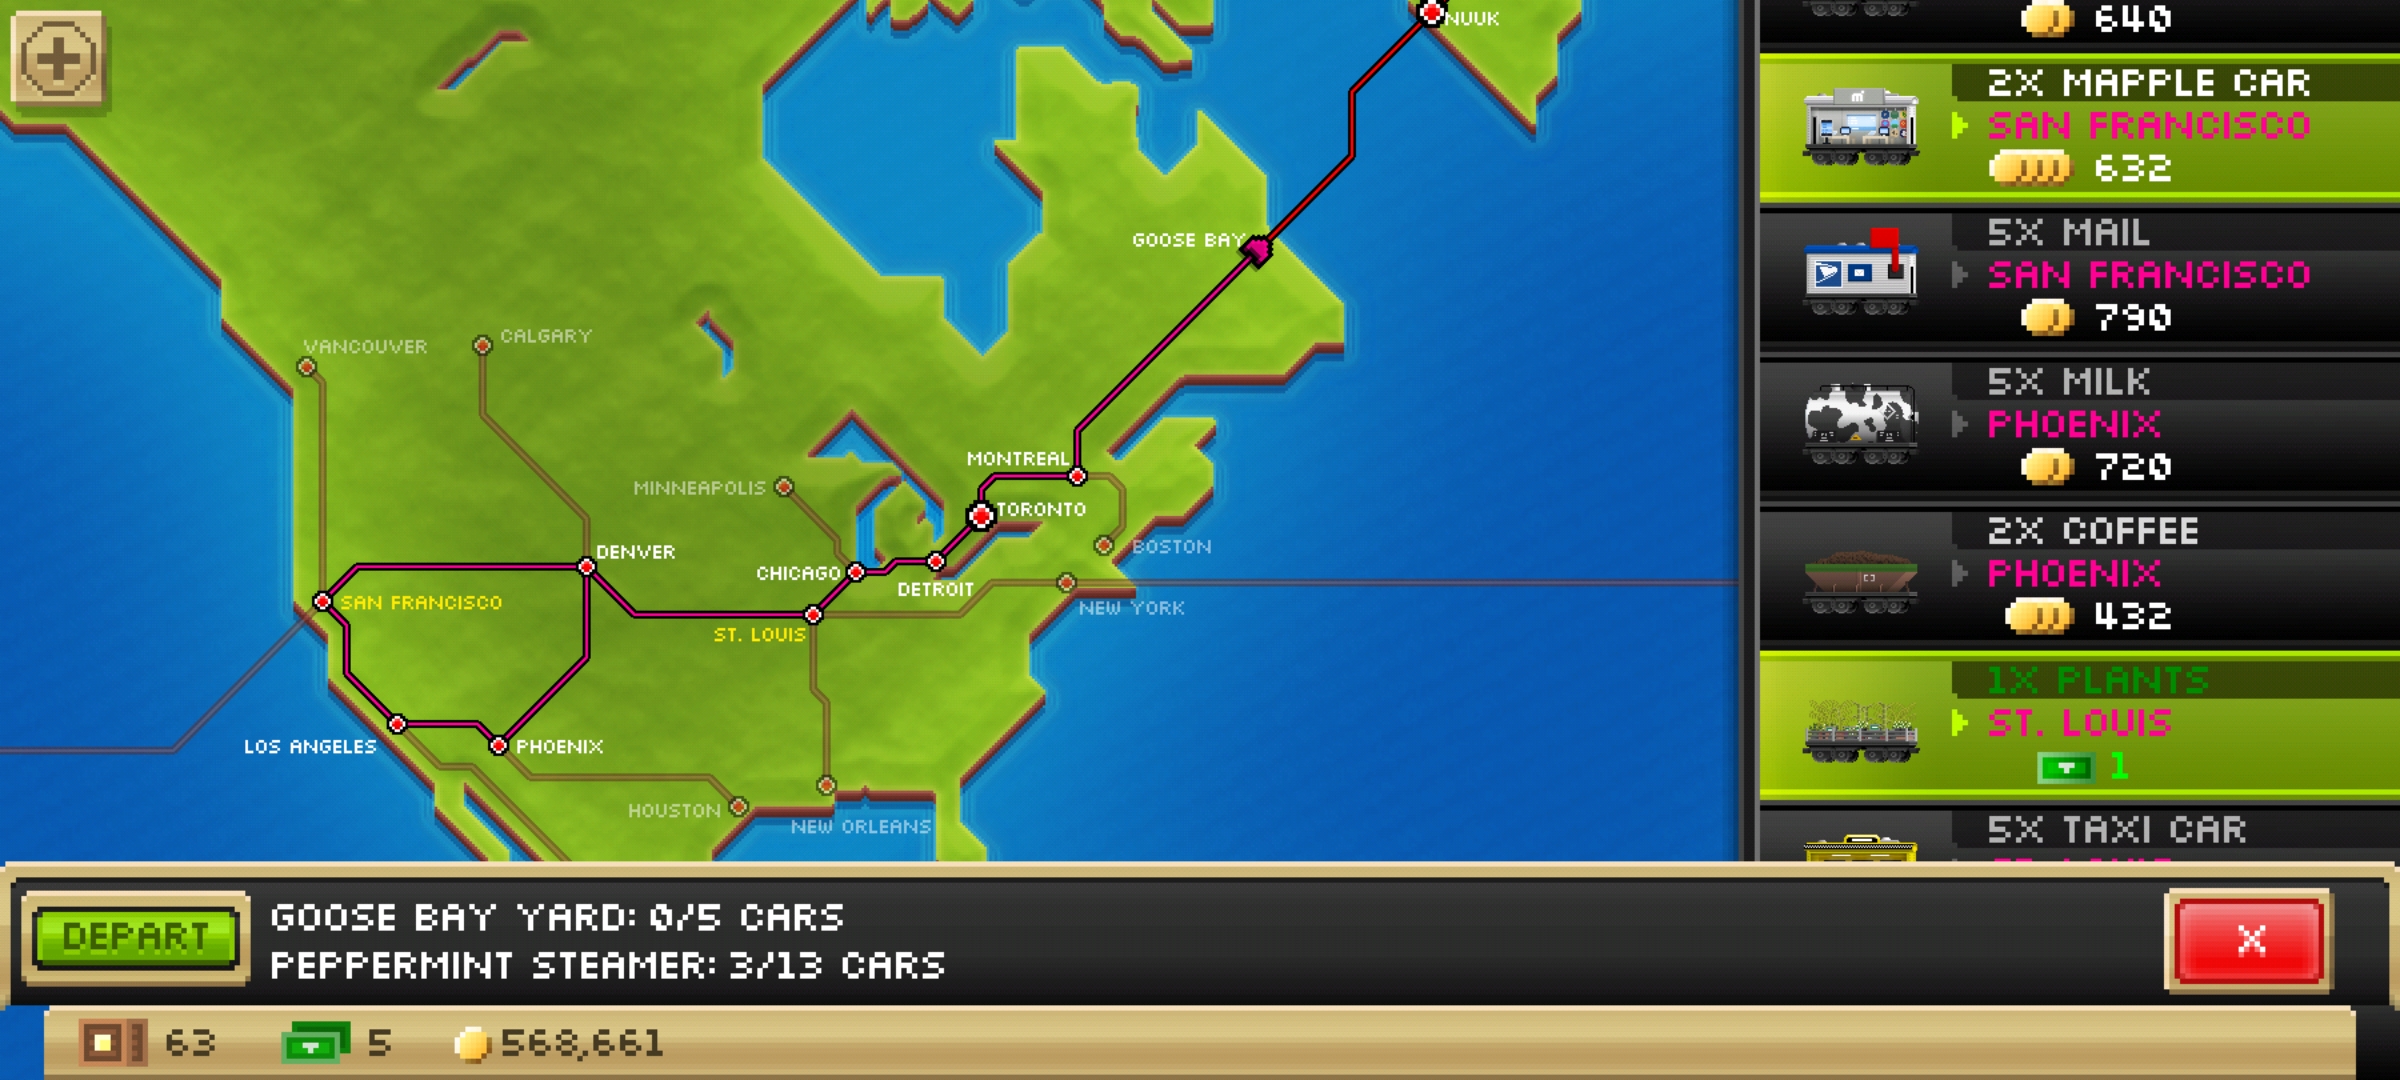 NUUK
GOOSE BAY
VANCOUVER
CALGARY
MONTREAL
MINNEAPOLIS
TORONTO
BOSTON
DENVER
CHICAGO
DETROIT
SAN FRANCISCO
NEW YORK
ST. LOUIS
LOS ANGELES
PHOENIX
HOUSTON
NEW ORLEANS
640
2X MAPPLE CAR
SAN FRANCISCO
632
5X MAIL
SAN FRANCISCO
790
5X MILK
PHOENIX
720
2X COFFEE
PHOENIX
432
1X PLANTS
ST. LOUIS
1
5X TAXI CAR
DEPART
GOOSE BAY YARD: 0/5 CARS
PEPPERMINT STEAMER: 3/13 CARS
X
63
5
568,661